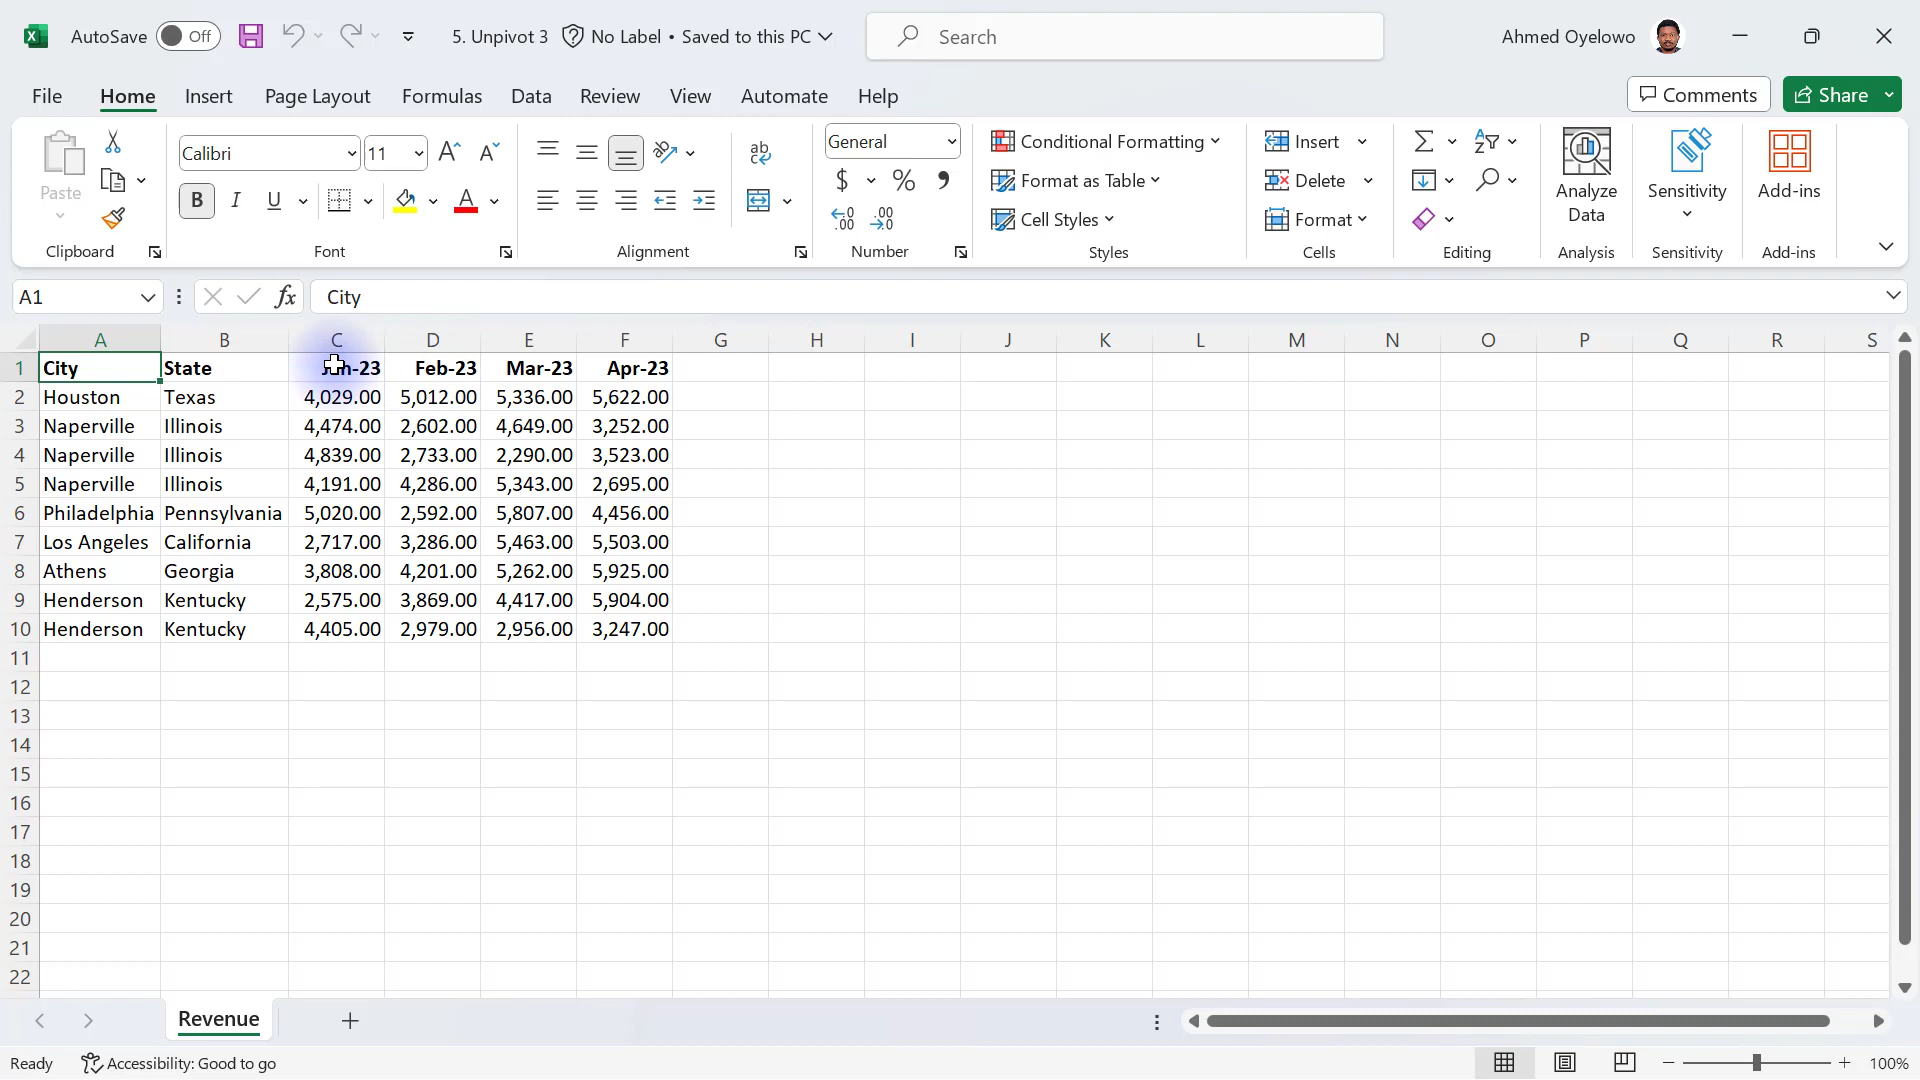 AutoSave Off 5. Unpivot 3 No Label • Saved to this PC Search Ahmed Oyelowo
File Home Insert Page Layout Formulas Data Review View Automate Help Comments Share
Paste Clipboard
Calibri 11 B I U Font
ab Alignment
General $ % Number
Conditional Formatting
Format as Table
Cell Styles
Styles
Insert
Delete
Format
Cells
Editing
Analyze Data
Analysis
Sensitivity
Sensitivity
Add-ins
Add-ins
A1 fx City
A B C D E F G H I J K L M N O P Q R S
1 City State Jan-23 Feb-23 Mar-23 Apr-23
2 Houston Texas 4,029.00 5,012.00 5,336.00 5,622.00
3 Naperville Illinois 4,474.00 2,602.00 4,649.00 3,252.00
4 Naperville Illinois 4,839.00 2,733.00 2,290.00 3,523.00
5 Naperville Illinois 4,191.00 4,286.00 5,343.00 2,695.00
6 Philadelphia Pennsylvania 5,020.00 2,592.00 5,807.00 4,456.00
7 Los Angeles California 2,717.00 3,286.00 5,463.00 5,503.00
8 Athens Georgia 3,808.00 4,201.00 5,262.00 5,925.00
9 Henderson Kentucky 2,575.00 3,869.00 4,417.00 5,904.00
10 Henderson Kentucky 4,405.00 2,979.00 2,956.00 3,247.00
11
12
13
14
15
16
17
18
19
20
21
22
Revenue
Ready Accessibility: Good to go 100%